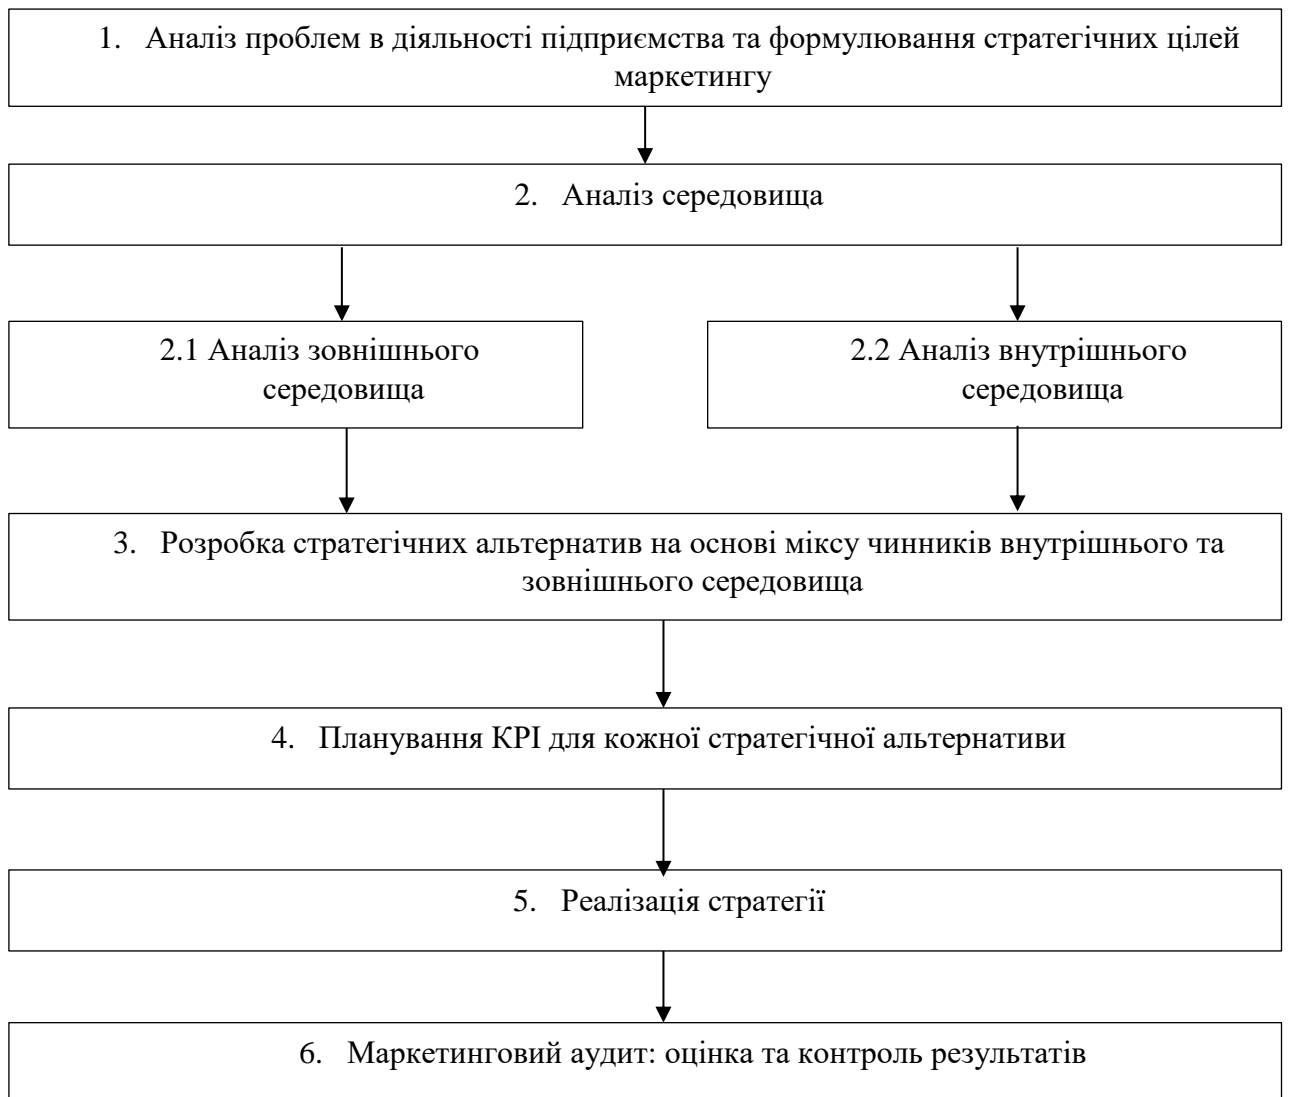 1. Аналіз проблем в діяльності підприємства та формулювання стратегічних цілей
маркетингу
2. Аналіз середовища
2.1 Аналіз зовнішнього
середовища
2.2 Аналіз внутрішнього
середовища
3. Розробка стратегічних альтернатив на основі міксу чинників внутрішнього та
зовнішнього середовища
4. Планування КРІ для кожної стратегічної альтернативи
5. Реалізація стратегії
6. Маркетинговий аудит: оцінка та контроль результатів